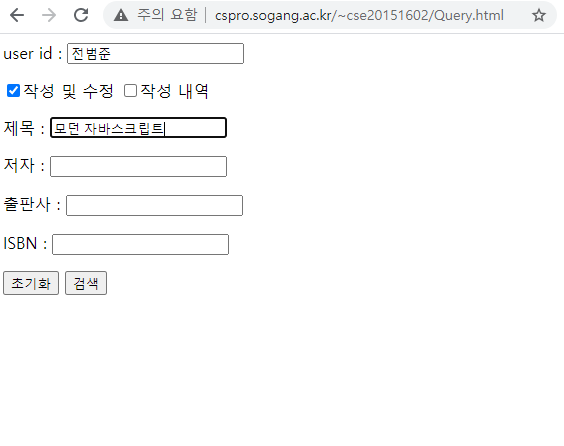 주의 요함 cspro.sogang.ac.kr/~cse20151602/Query.html
user id : 전범준
작성 및 수정 작성 내역
제목 : 모던 자바스크립트
저자 :
출판사 :
ISBN :
초기화 검색